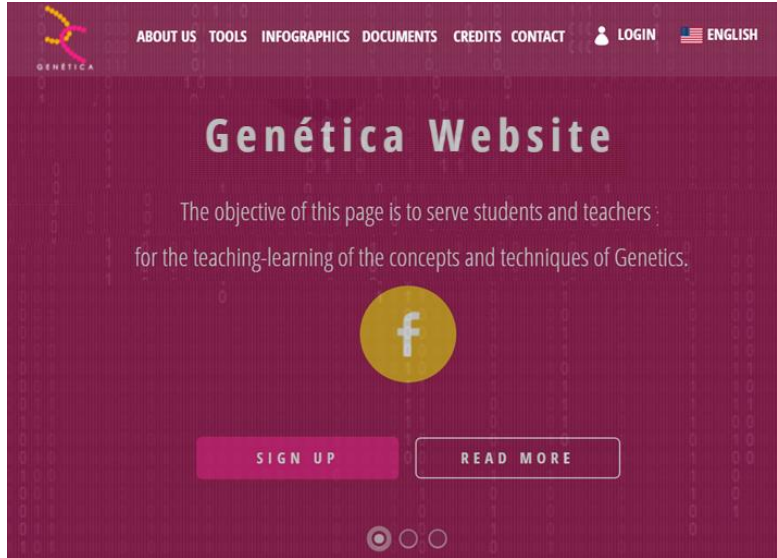 GENÉTICA
ABOUT US TOOLS INFOGRAPHICS DOCUMENTS CREDITS CONTACT LOGIN ENGLISH
Genética Website
The objective of this page is to serve students and teachers
for the teaching-learning of the concepts and techniques of Genetics.
f
SIGN UP READ MORE